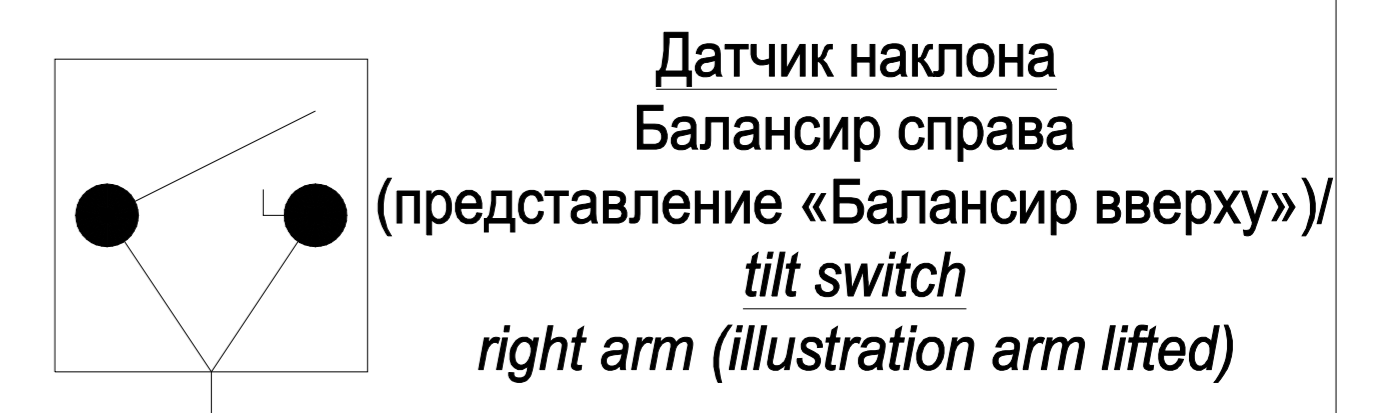 Датчик наклона
Балансир справа
(представление «Балансир вверху»)/
tilt switch
right arm (illustration arm lifted)